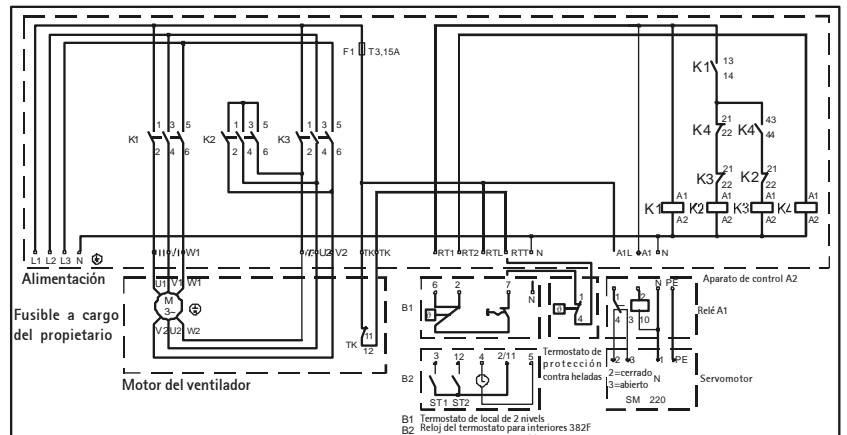 F1 T3,15A
K1 13
14
K1 1 3 5
2 4 6
K2 1 3 5
2 4 6
K3 1 3 5
2 4 6
K4 21
22
K4 43
44
K3 21
22
K2 21
22
K1 A1
A2
K2 A1
A2
K3 A1
A2
K4 A1
A2
L1 L2 L3 N
W1
U2 V2
TK TK
RT1 RT2 RTL RTT N
A1L A1 N
Alimentación
Aparato de control A2
Fusible a cargo
del propietario
U1 V1 W1
M
3~
V2 U2 W2
TK 11
12
Motor del ventilador
B1 6 2 7 N
1
4
Termostato de
protección
contra heladas
1 2 N PE
4 3 10
Relé A1
2 3 1 PE
2=cerrado
3=abierto
N
SM 220
Servomotor
B2 3 12 4 2/11 5
ST1 ST2
B1 Termostato de local de 2 nivels
B2 Reloj del termostato para interiores 382F